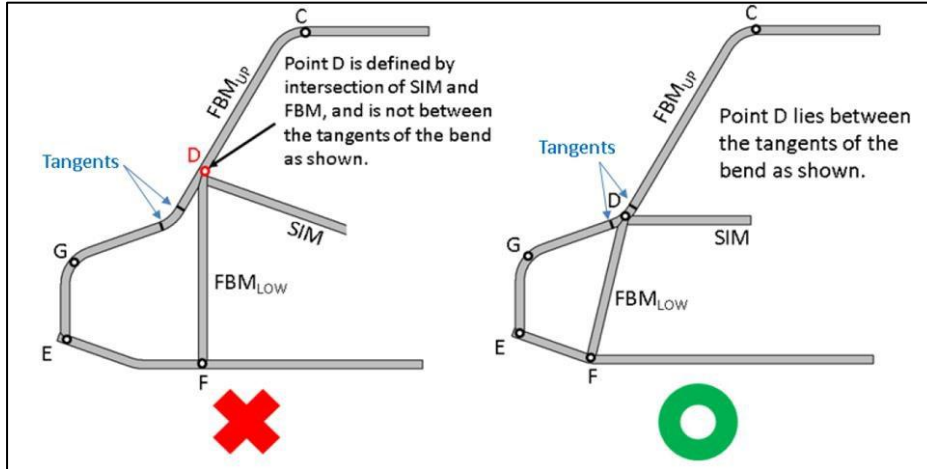 C
FBM_UP
Point D is defined by
intersection of SIM and
FBM, and is not between
the tangents of the bend
as shown.
D
Tangents
SIM
G
FBM_LOW
E
F
C
FBM_UP
Point D lies between
the tangents of the
bend as shown.
Tangents
D
SIM
G
FBM_LOW
E
F